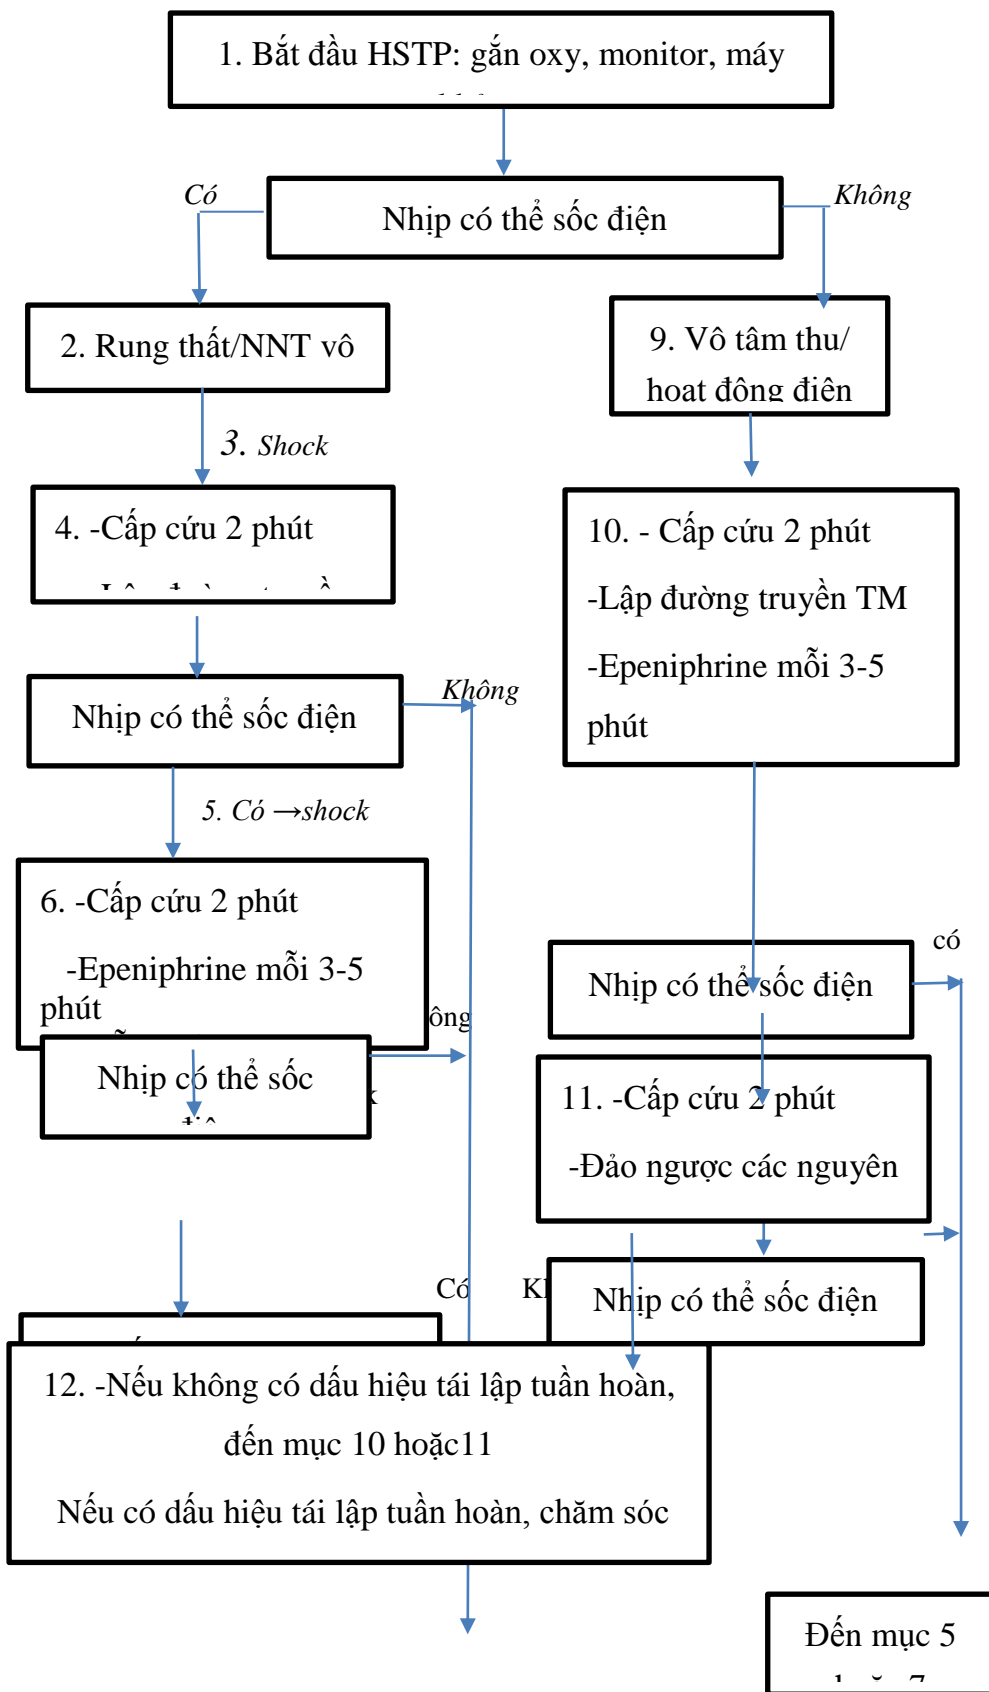 1. Bắt đầu HSTP: gắn oxy, monitor, máy
Có
Không
Nhịp có thể sốc điện
2. Rung thất/NNT vô
9. Vô tâm thu/
hoạt động điện
3. Shock
4. -Cấp cứu 2 phút
10. - Cấp cứu 2 phút
-Lập đường truyền TM
-Epeniphrine mỗi 3-5
phút
Không
Nhịp có thể sốc điện
5. Có →shock
6. -Cấp cứu 2 phút
-Epeniphrine mỗi 3-5
phút
có
Nhịp có thể sốc điện
ông
Nhịp có thể sốc
11. -Cấp cứu 2 phút
-Đảo ngược các nguyên
Có
Nhịp có thể sốc điện
12. -Nếu không có dấu hiệu tái lập tuần hoàn,
đến mục 10 hoặc11
Nếu có dấu hiệu tái lập tuần hoàn, chăm sóc
Đến mục 5